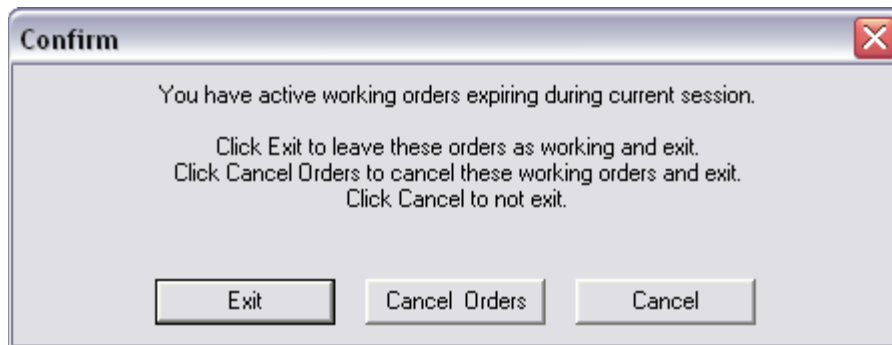 Confirm
You have active working orders expiring during current session.
Click Exit to leave these orders as working and exit.
Click Cancel Orders to cancel these working orders and exit.
Click Cancel to not exit.
Exit
Cancel Orders
Cancel